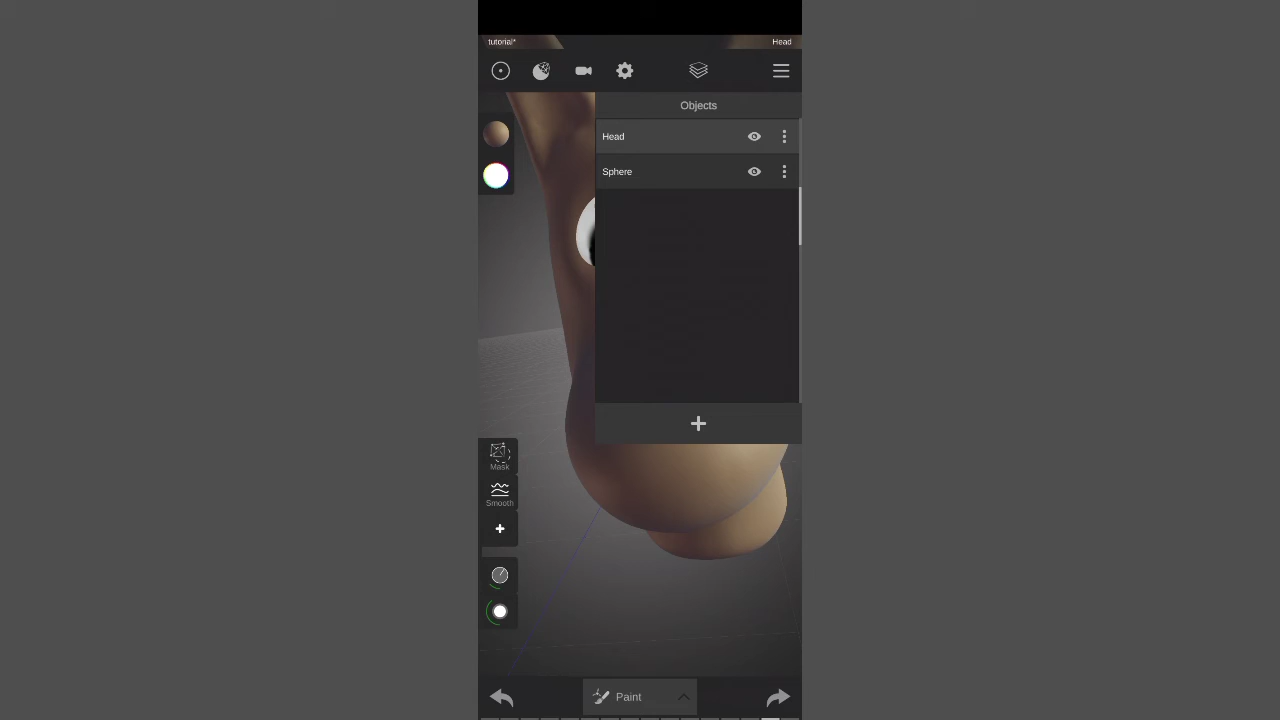 tutorial*
Head
Objects
Head
Sphere
Mask
Smooth
Paint